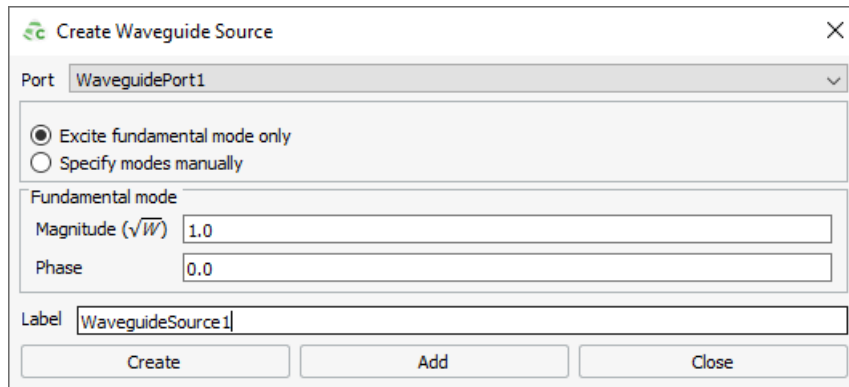 Create Waveguide Source
Port WaveguidePort1
Excite fundamental mode only
Specify modes manually
Fundamental mode
Magnitude (√W) 1.0
Phase 0.0
Label WaveguideSource1
Create Add Close